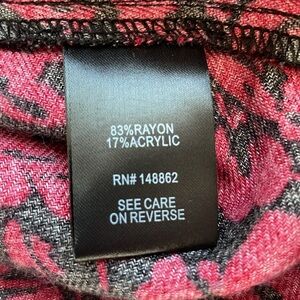 83%RAYON
17%ACRYLIC
RN# 148862
SEE CARE
ON REVERSE